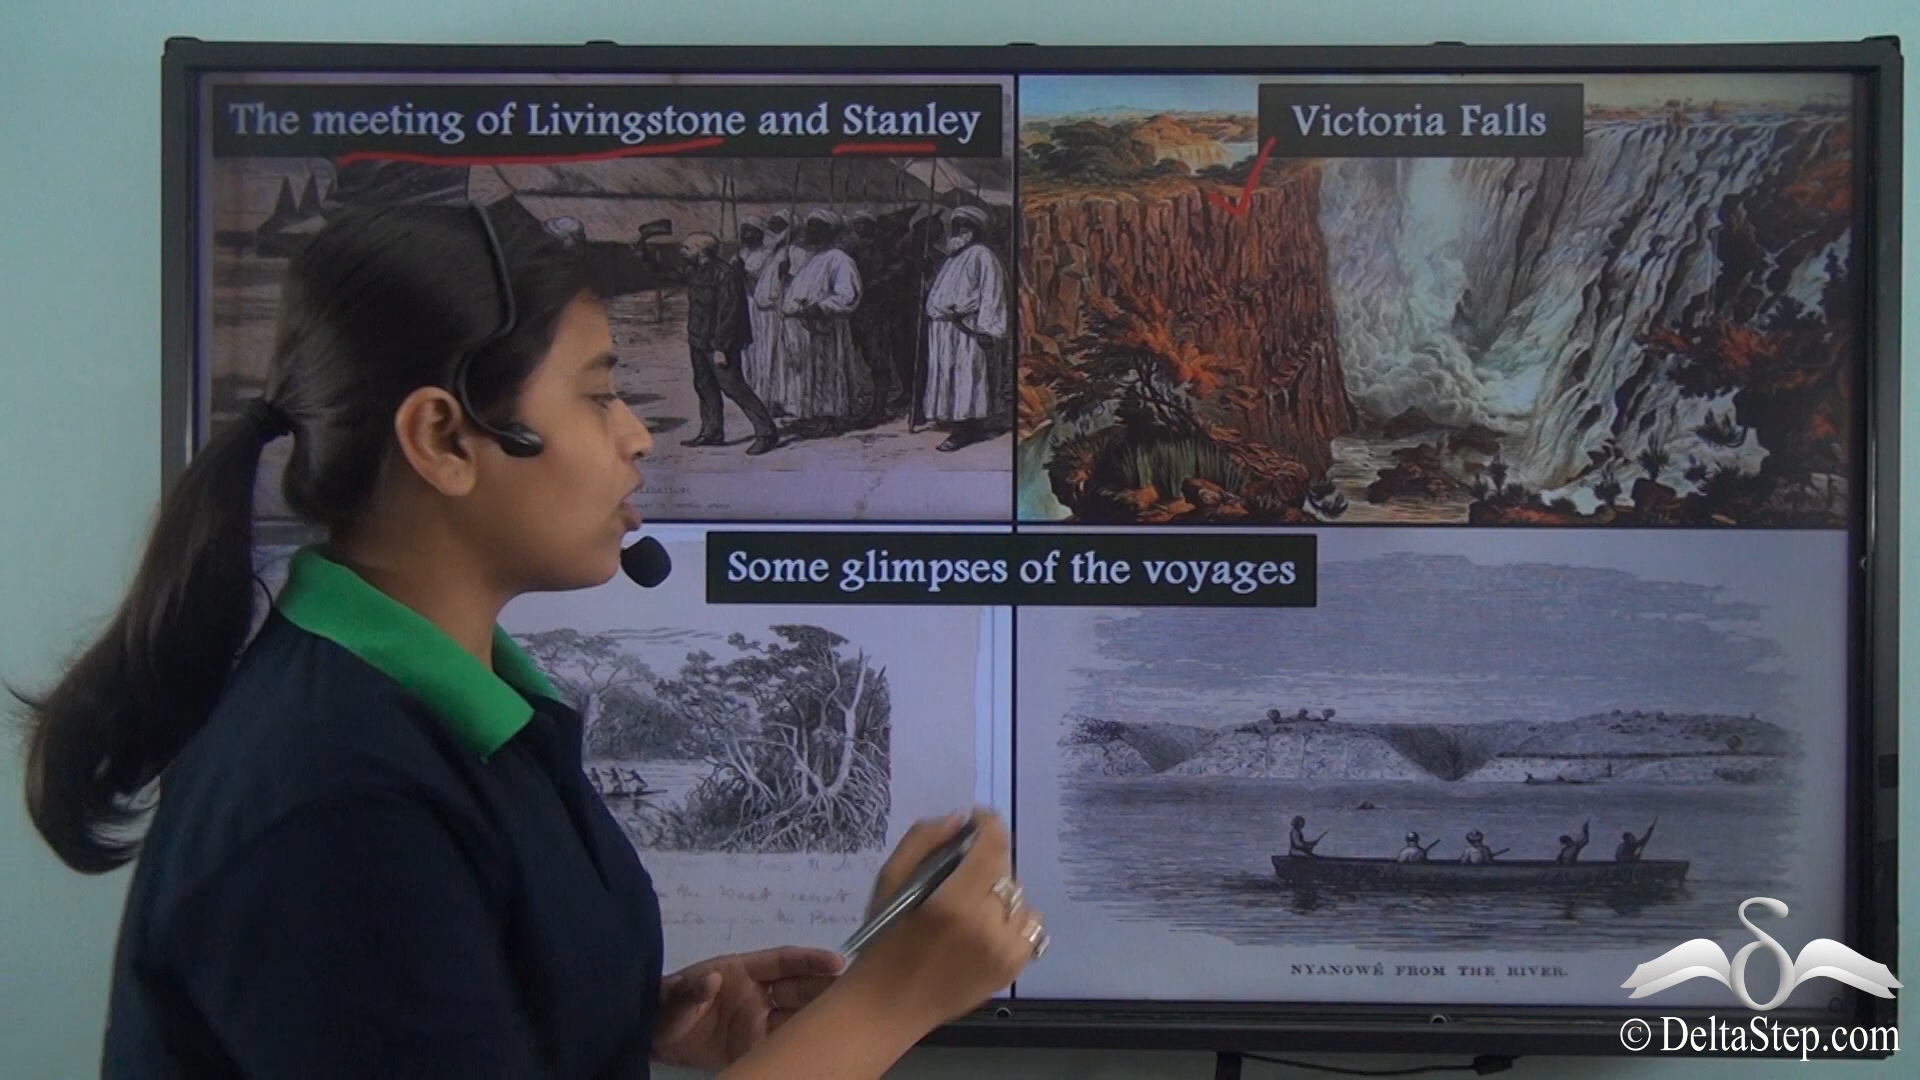 The meeting of Livingstone and Stanley
Victoria Falls
Some glimpses of the voyages
NYANGWÉ FROM THE RIVER.
© DeltaStep.com